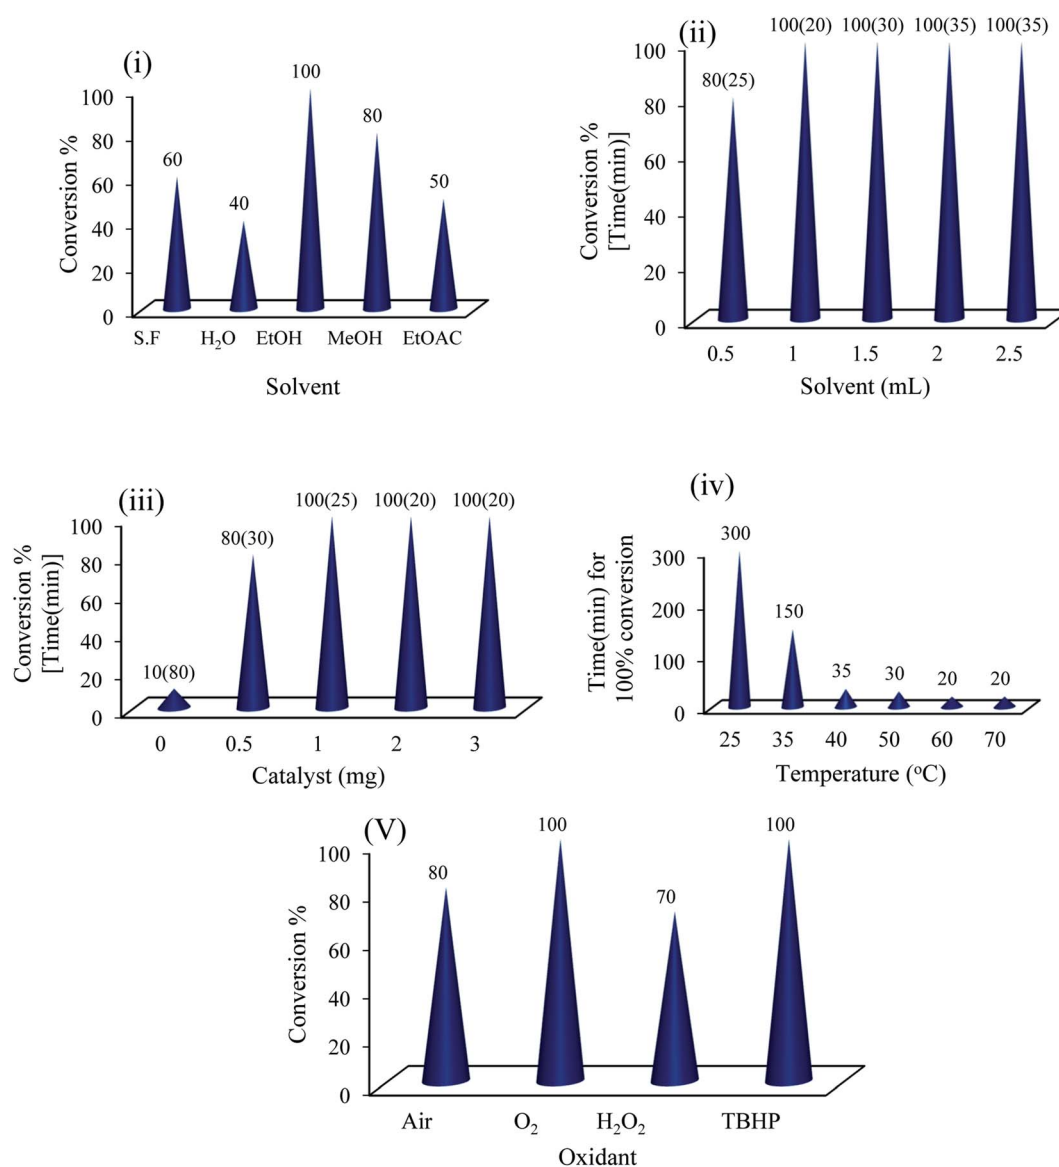 (i)
Conversion %
100
80
60
40
20
0
60
40
100
80
50
S.F H₂O EtOH MeOH EtOAC
Solvent
(ii)
Conversion %
[Time(min)]
100
80
60
40
20
0
80(25)
100(20) 100(30) 100(35) 100(35)
0.5 1 1.5 2 2.5
Solvent (mL)
(iii)
Conversion %
[Time(min)]
100
80
60
40
20
0
10(80)
80(30)
100(25) 100(20) 100(20)
0 0.5 1 2 3
Catalyst (mg)
(iv)
Time(min) for
100% conversion
300
200
100
0
300
150
35
30
20
20
25 35 40 50 60 70
Temperature (°C)
(V)
Conversion %
100
80
60
40
20
0
80
100
70
100
Air O₂ H₂O₂ TBHP
Oxidant